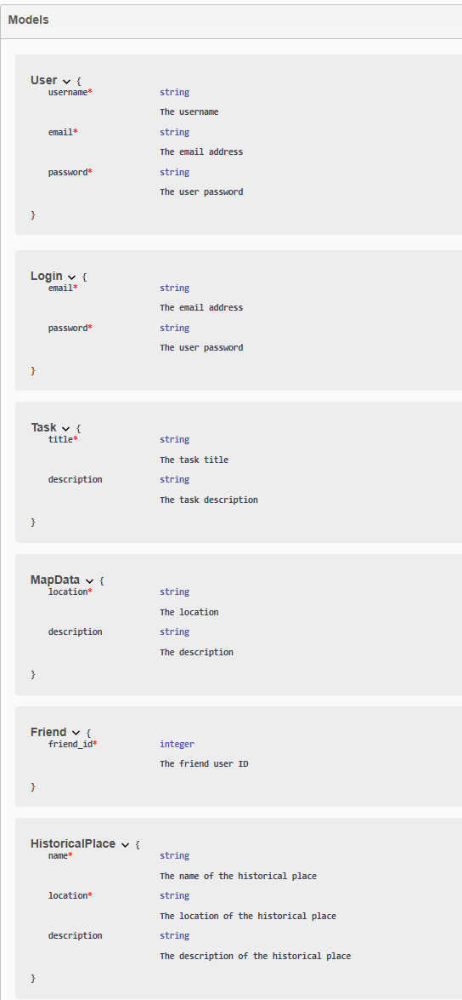 Models
User {
username* string
The username
email* string
The email address
password* string
The user password
}
Login {
email* string
The email address
password* string
The user password
}
Task {
title* string
The task title
description string
The task description
}
MapData {
location* string
The location
description string
The description
}
Friend {
friend_id* integer
The friend user ID
}
HistoricalPlace {
name* string
The name of the historical place
location* string
The location of the historical place
description string
The description of the historical place
}